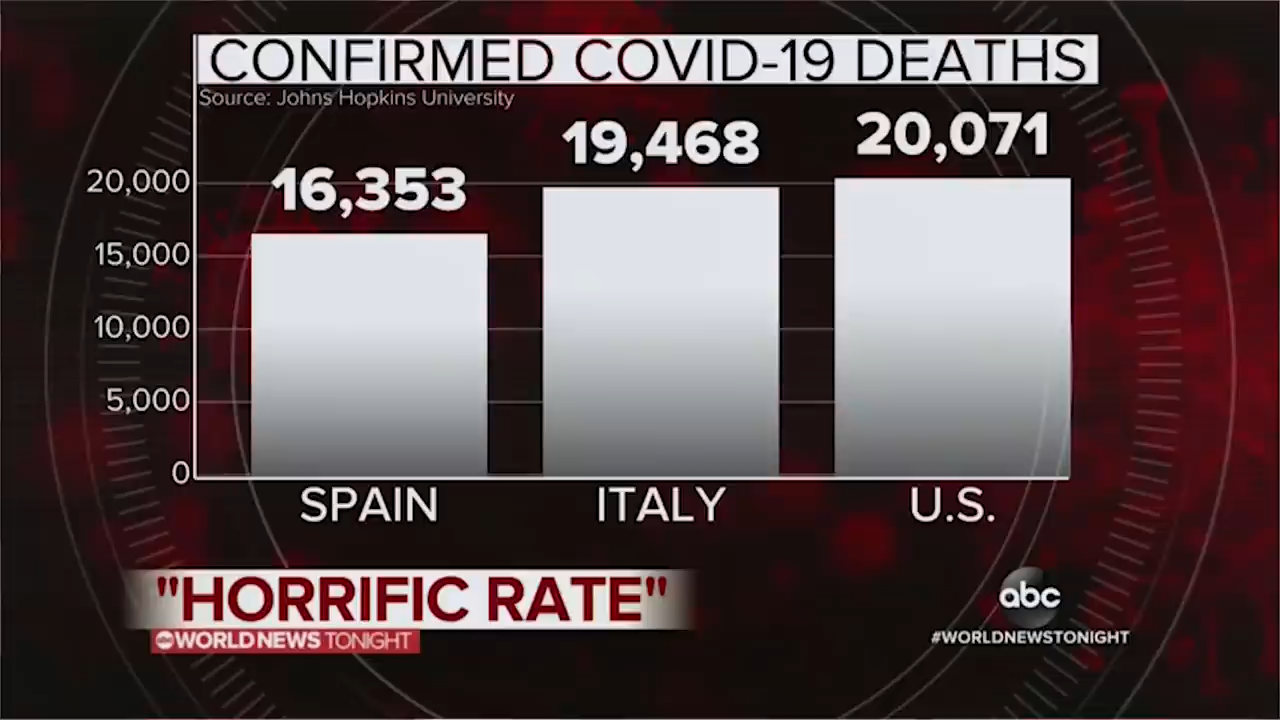 CONFIRMED COVID-19 DEATHS
Source: Johns Hopkins University
20,000
15,000
10,000
5,000
0
16,353
19,468
20,071
SPAIN
ITALY
U.S.
"HORRIFIC RATE"
abc WORLD NEWS TONIGHT
abc
#WORLDNEWSTONIGHT